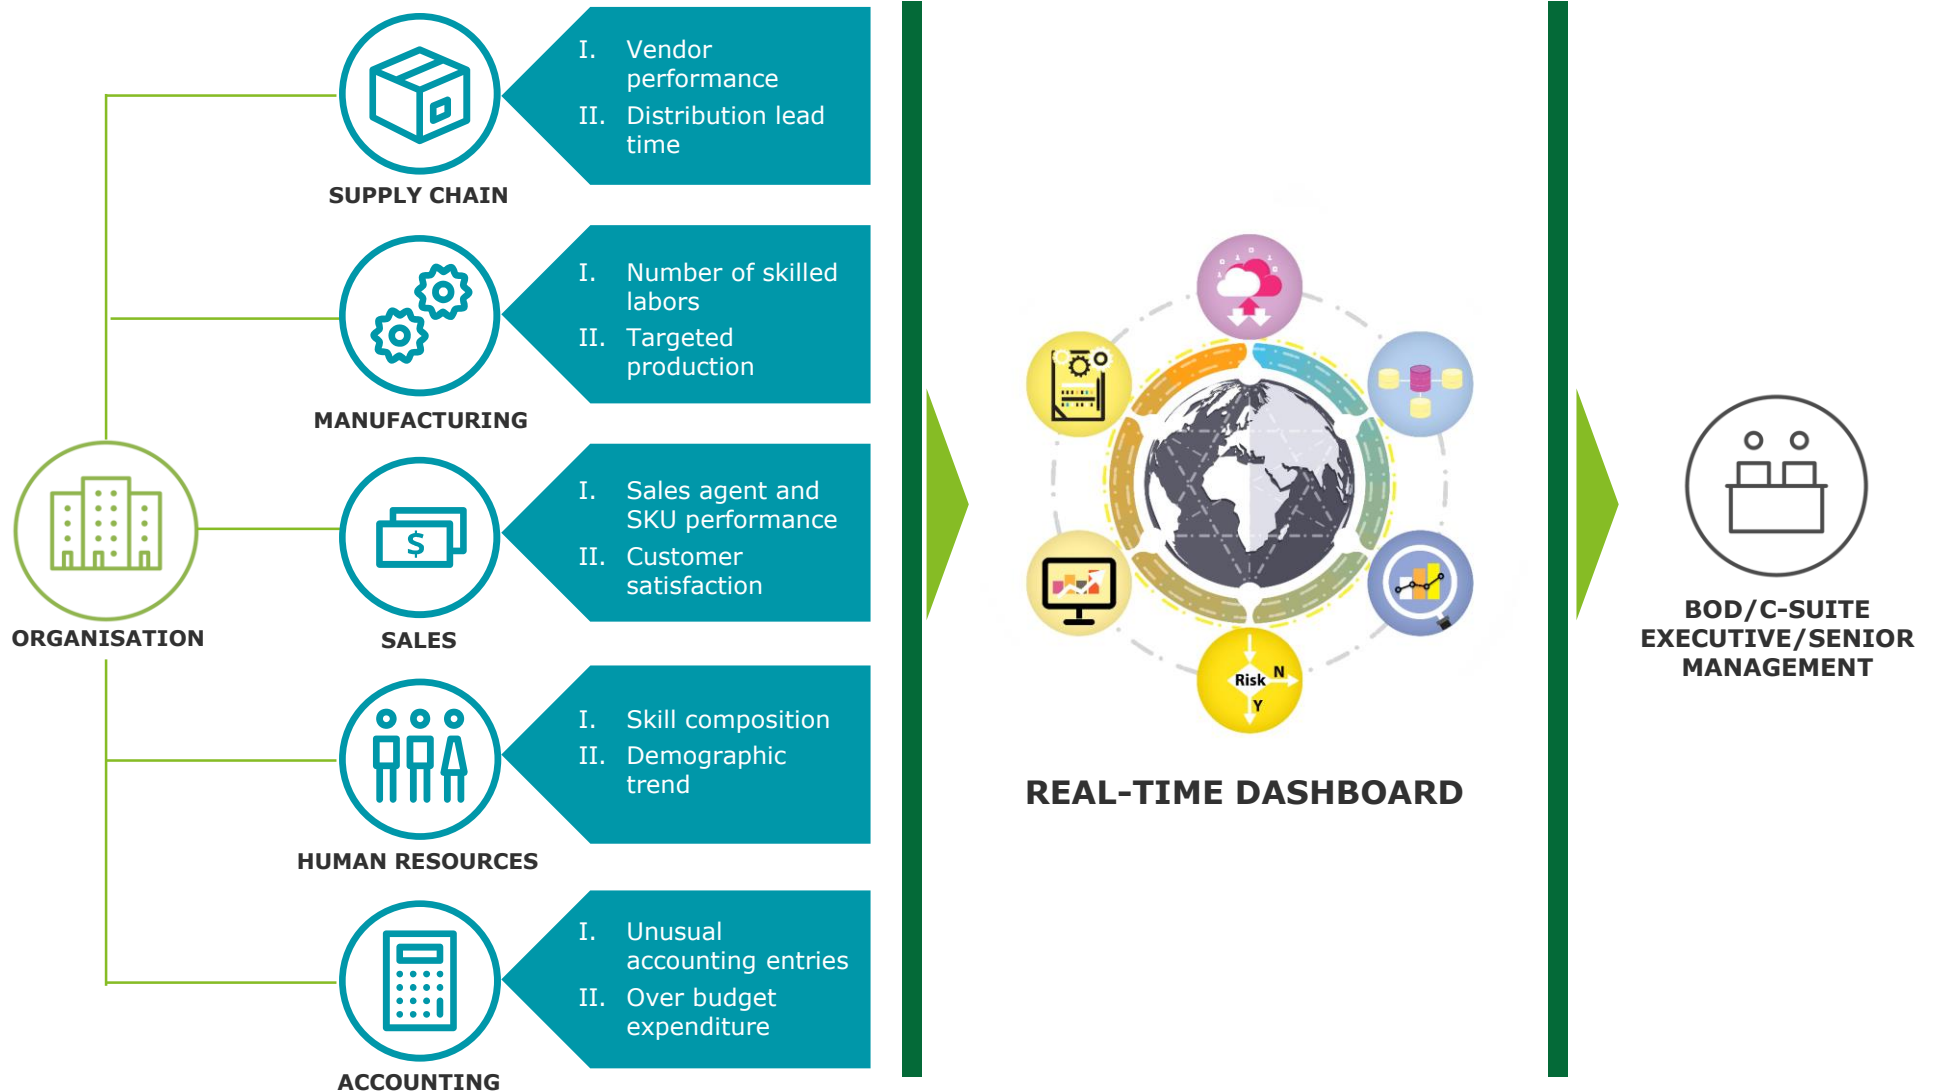 I. Vendor
performance
II. Distribution lead
time
SUPPLY CHAIN
I. Number of skilled
labors
II. Targeted
production
MANUFACTURING
I. Sales agent and
SKU performance
II. Customer
satisfaction
$
SALES
ORGANISATION
I. Skill composition
II. Demographic
trend
HUMAN RESOURCES
I. Unusual
accounting entries
II. Over budget
expenditure
ACCOUNTING
Risk N
Y
REAL-TIME DASHBOARD
BOD/C-SUITE
EXECUTIVE/SENIOR
MANAGEMENT